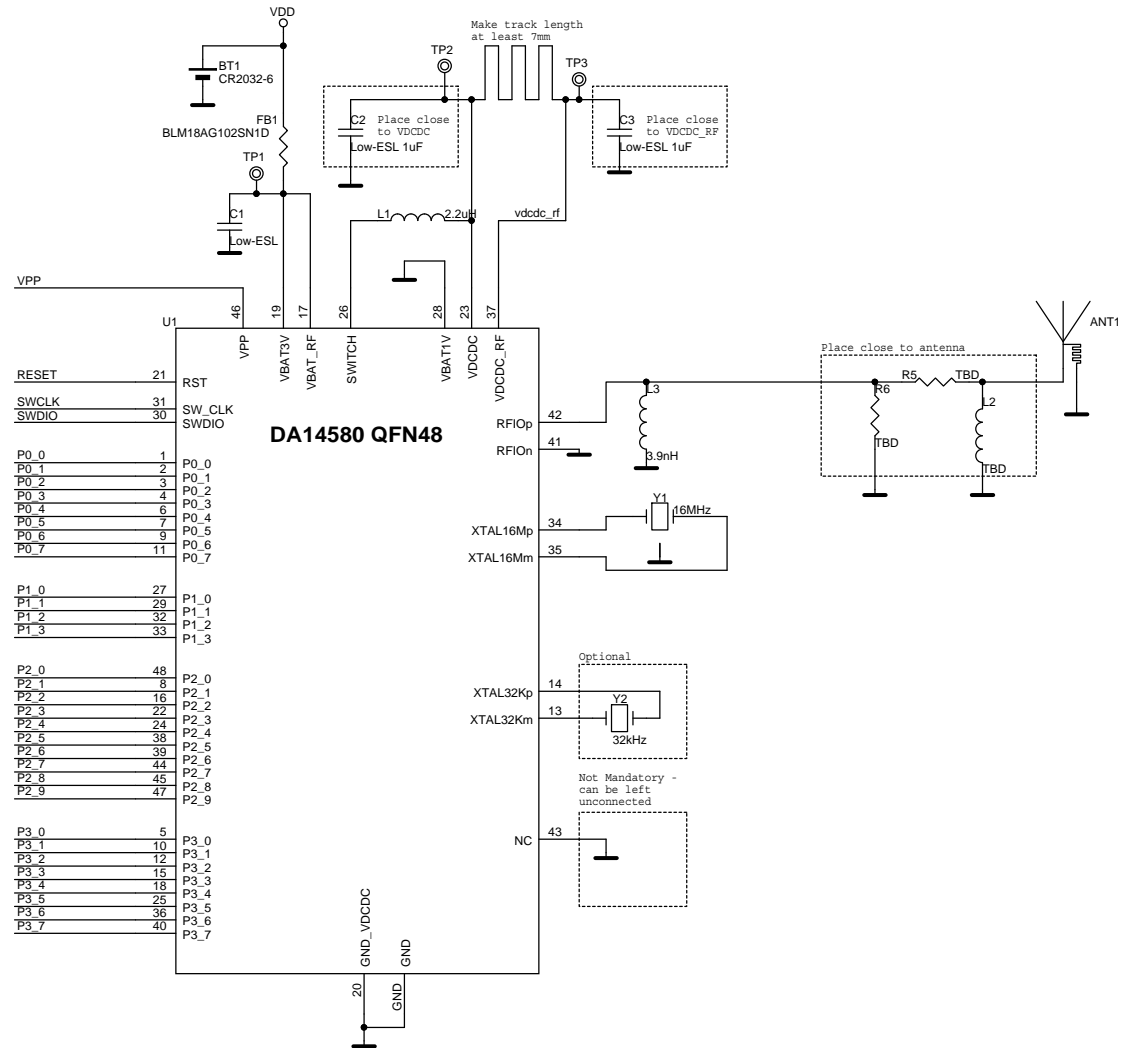 VDD
Make track length
at least 7mm
TP2
TP3
BT1
CR2032-6
FB1
BLM18AG102SN1D
C2
Place close
to VDCDC
Low-ESL 1uF
C3
Place close
to VDCDC_RF
Low-ESL 1uF
TP1
C1
Low-ESL
L1
2.2uH
vdcdc_rf
VPP
46
19
17
26
28
23
37
U1
VPP
VBAT3V
VBAT_RF
SWITCH
VBAT1V
VDCDC
VDCDC_RF
ANT1
Place close to antenna
R5
TBD
R6
TBD
L2
TBD
L3
3.9nH
DA14580 QFN48
RESET 21 RST
SWCLK 31 SW_CLK
SWDIO 30 SWDIO
P0_0 1 P0_0
P0_1 2 P0_1
P0_2 3 P0_2
P0_3 4 P0_3
P0_4 6 P0_4
P0_5 7 P0_5
P0_6 9 P0_6
P0_7 11 P0_7
P1_0 27 P1_0
P1_1 29 P1_1
P1_2 32 P1_2
P1_3 33 P1_3
P2_0 48 P2_0
P2_1 8 P2_1
P2_2 16 P2_2
P2_3 22 P2_3
P2_4 24 P2_4
P2_5 38 P2_5
P2_6 39 P2_6
P2_7 44 P2_7
P2_8 45 P2_8
P2_9 47 P2_9
P3_0 5 P3_0
P3_1 10 P3_1
P3_2 12 P3_2
P3_3 15 P3_3
P3_4 18 P3_4
P3_5 25 P3_5
P3_6 36 P3_6
P3_7 40 P3_7
RFIOp 42
RFIOn 41
Y1
16MHz
XTAL16Mp 34
XTAL16Mm 35
Optional
XTAL32Kp 14
XTAL32Km 13
Y2
32kHz
Not Mandatory -
can be left
unconnected
NC 43
GND_VDCDC
GND
20
GND